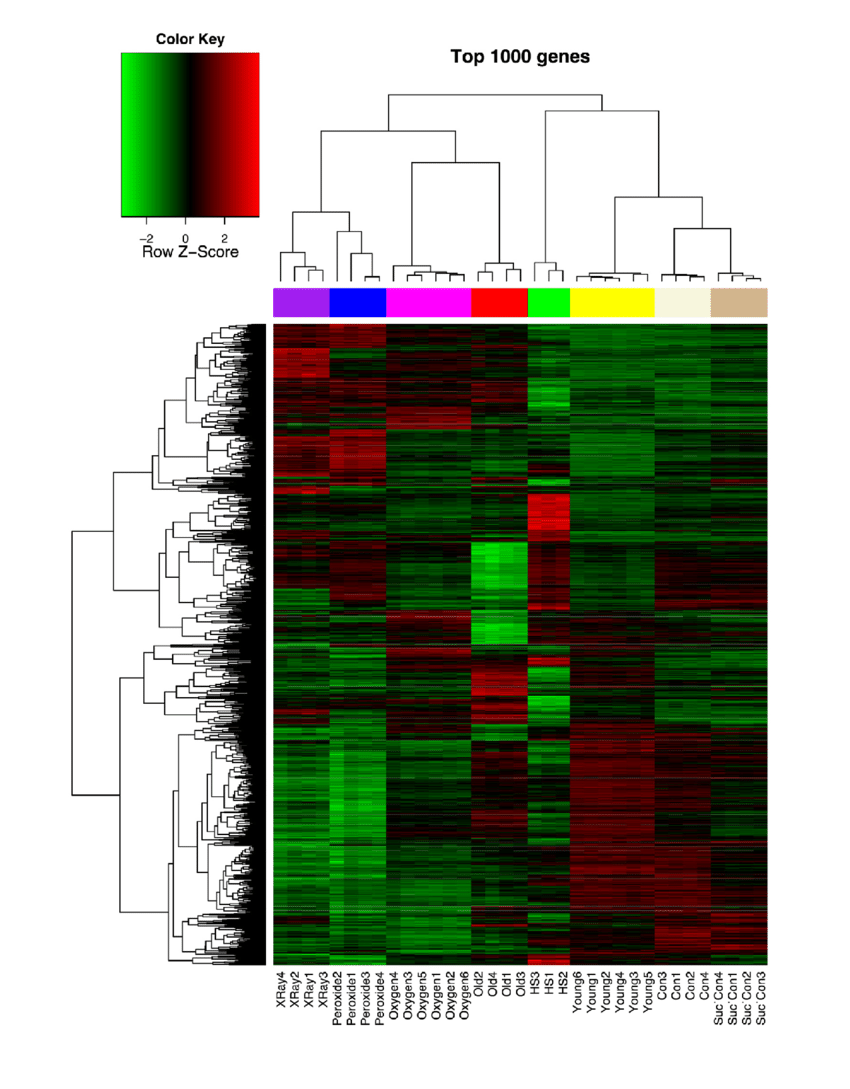 Color Key
Top 1000 genes
−2 0 2
Row Z−Score
XRay4
XRay2
XRay1
XRay3
Peroxide2
Peroxide1
Peroxide3
Peroxide4
Oxygen4
Oxygen3
Oxygen5
Oxygen1
Oxygen2
Oxygen6
Old2
Old4
Old1
Old3
HS3
HS1
HS2
Young6
Young1
Young2
Young4
Young3
Young5
Con3
Con1
Con2
Con4
Suc˙Con4
Suc˙Con1
Suc˙Con2
Suc˙Con3